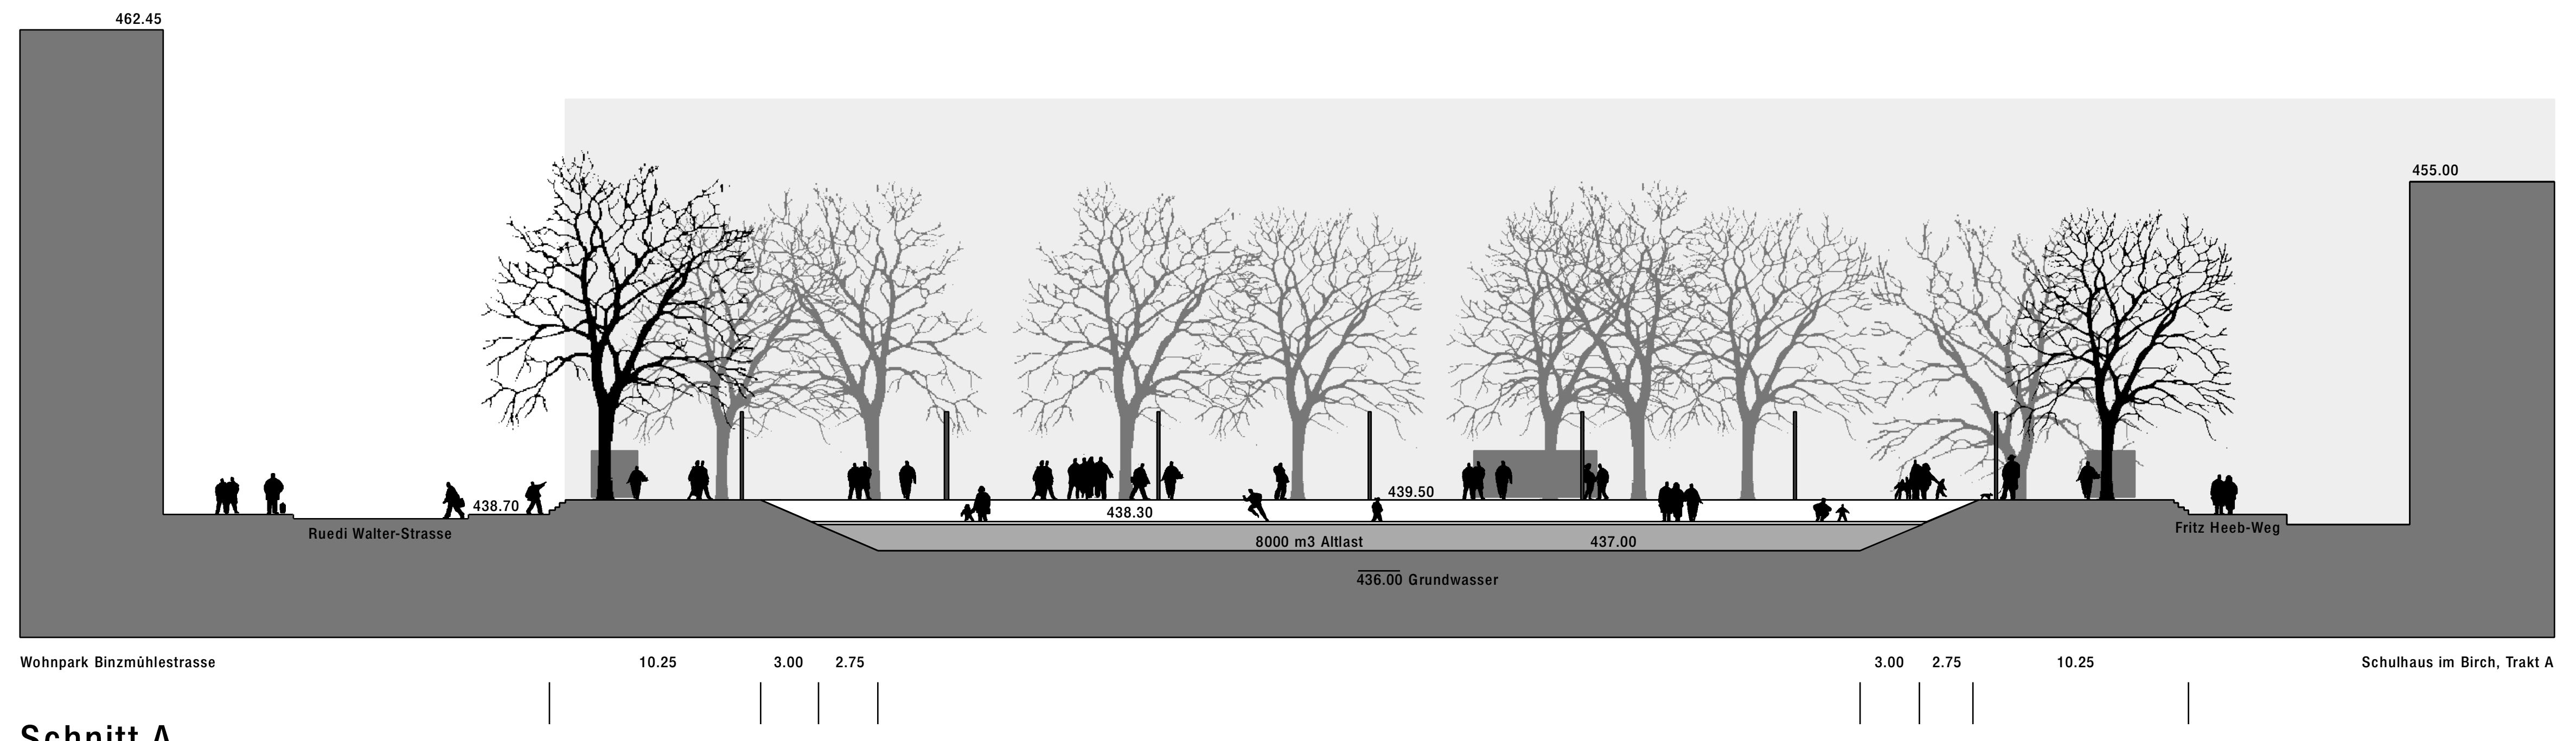 462.45
455.00
439.50
438.70
438.30
Ruedi Walter-Strasse
Fritz Heeb-Weg
8000 m3 Altlast
437.00
436.00 Grundwasser
Wohnpark Binzmühlestrasse
10.25
3.00
2.75
3.00
2.75
10.25
Schulhaus im Birch, Trakt A
Schnitt A